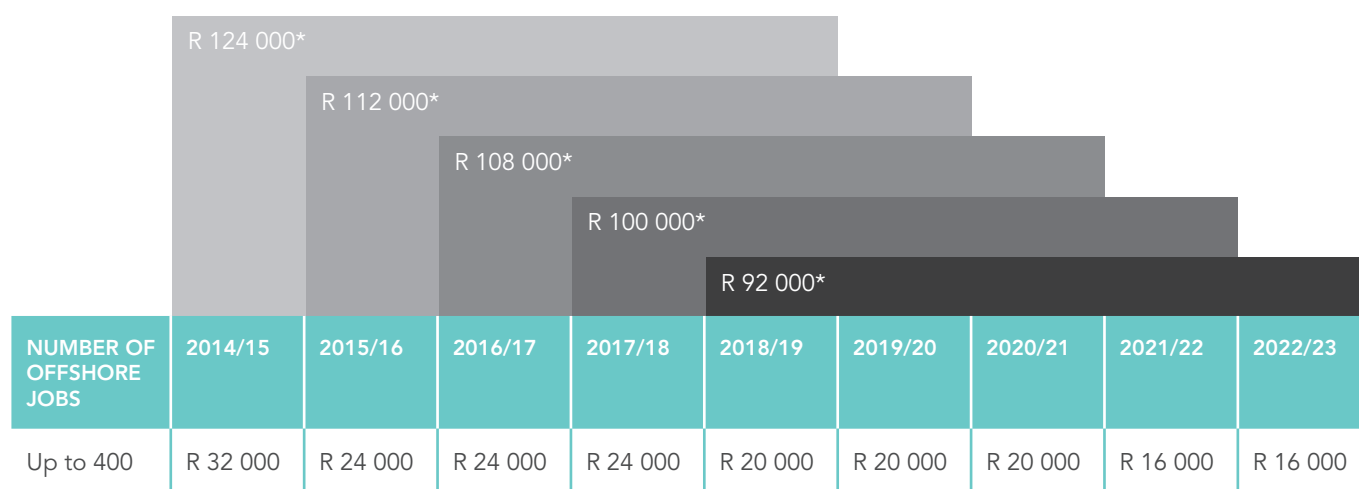 R 124 000*
R 112 000*
R 108 000*
R 100 000*
R 92 000*
NUMBER OF OFFSHORE JOBS 2014/15 2015/16 2016/17 2017/18 2018/19 2019/20 2020/21 2021/22 2022/23
Up to 400 R 32 000 R 24 000 R 24 000 R 24 000 R 20 000 R 20 000 R 20 000 R 16 000 R 16 000